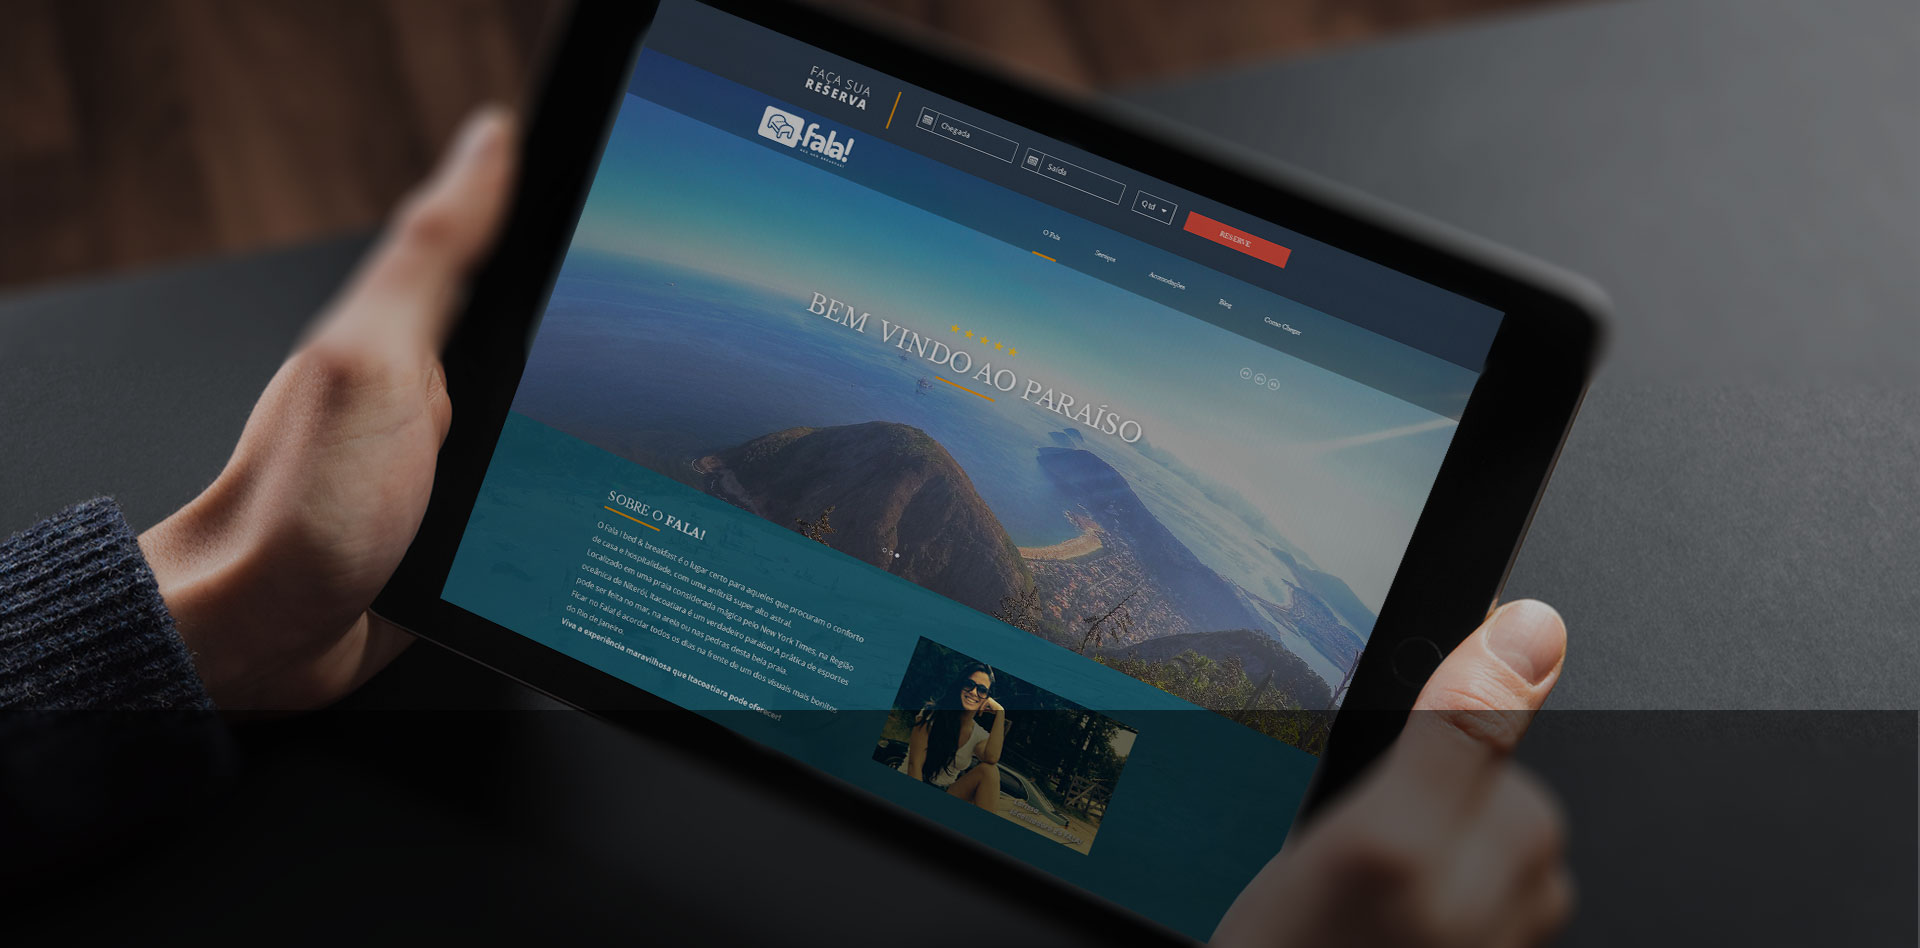 FAÇA SUA
RESERVA
Chegada
Saída
Qtd
RESERVE
fala!
BED AND BREAKFAST
O Fala
Serviços
Acomodações
Blog
Como Chegar
BEM VINDO AO PARAÍSO
SOBRE O FALA!
O Fala ! bed & breakfast é o lugar certo para aqueles que procuram o conforto
de casa e hospitalidade, com uma anfitriã super alto astral.
Localizado em uma praia considerada mágica pelo New York Times, na Região
oceânica de Niterói, Itacoatiara é um verdadeiro paraíso! A prática de esportes
pode ser feita no mar, na areia ou nas pedras desta bela praia.
Ficar no Fala! é acordar todos os dias na frente de um dos visuais mais bonitos
do Rio de Janeiro.
Viva a experiência maravilhosa que Itacoatiara pode oferecer!